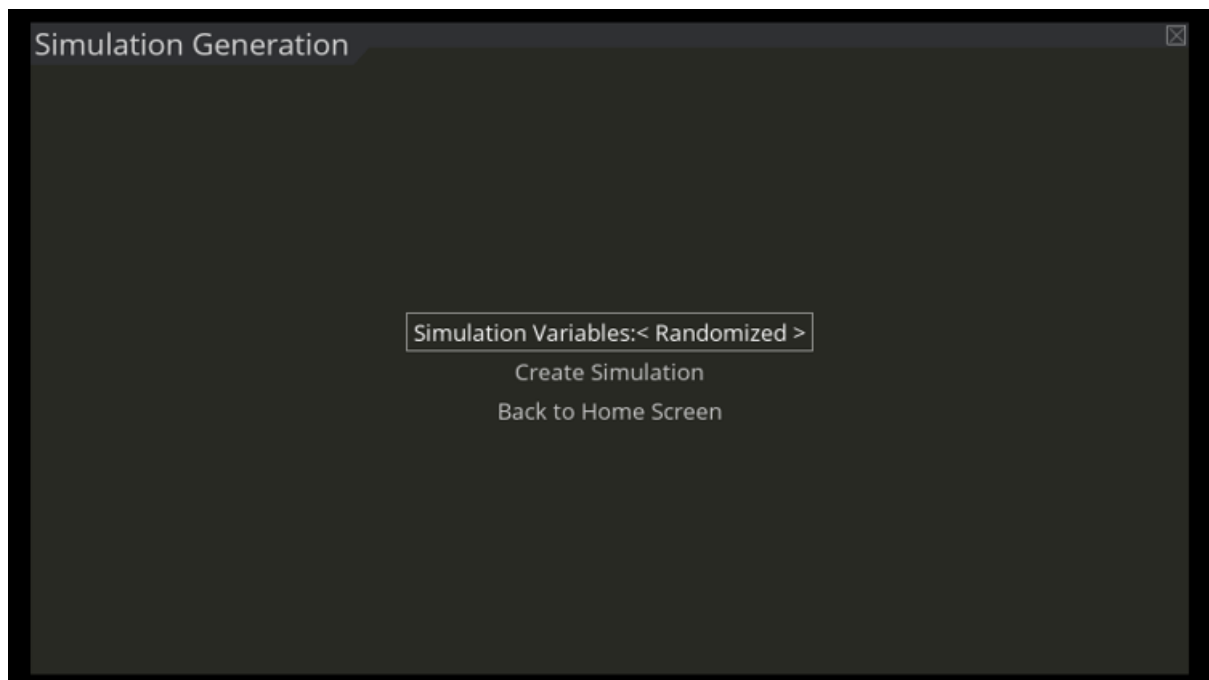 Simulation Generation
Simulation Variables:< Randomized >
Create Simulation
Back to Home Screen